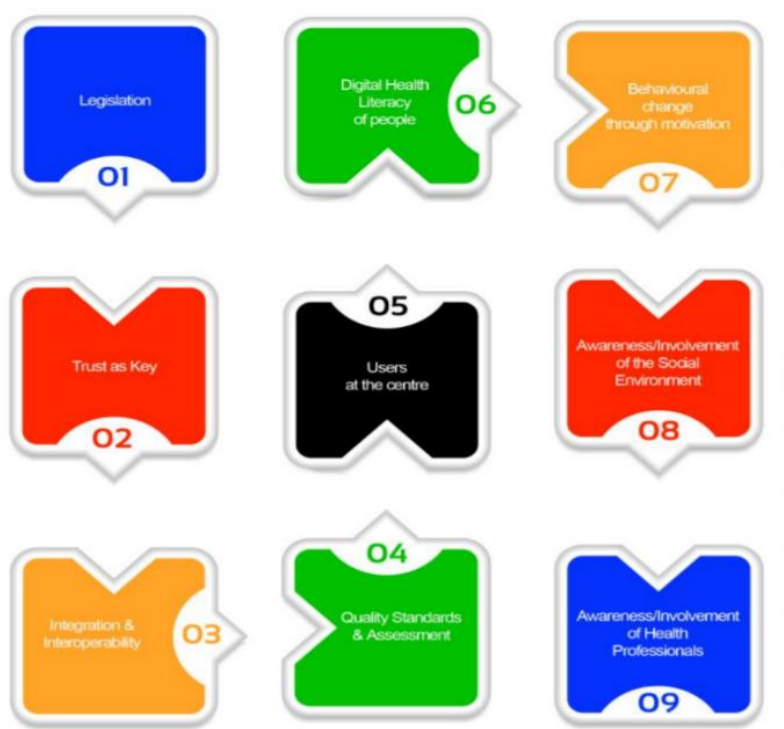 Legislation
01
Trust as Key
02
Integration &
Interoperability
03
04
Quality Standards
& Assessment
05
Users
at the centre
Digital Health
Literacy
of people
06
Behavioural
change
through motivation
07
Awareness/Involvement
of the Social
Environment
08
Awareness/Involvement
of Health
Professionals
09